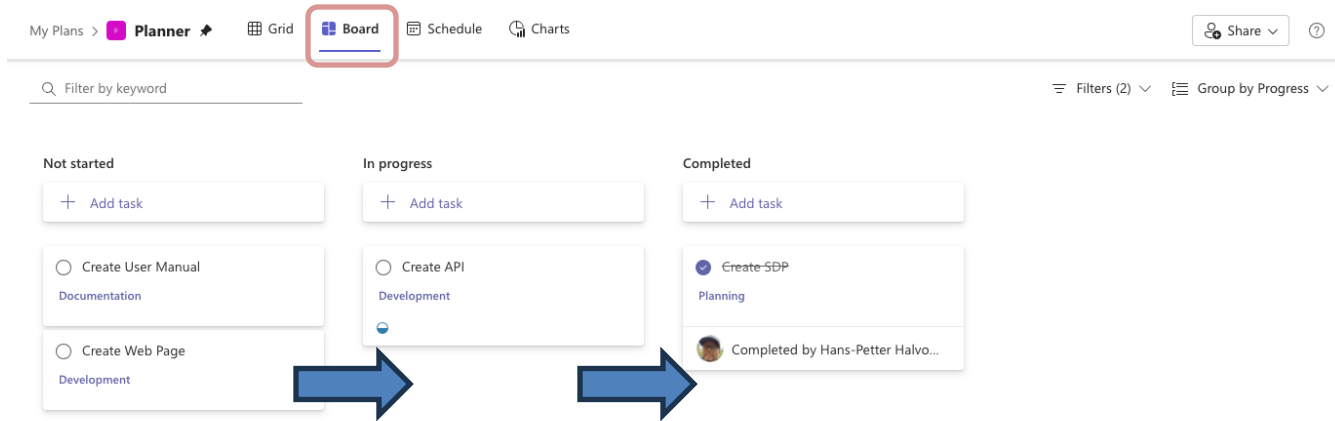 My Plans > Planner Grid Board Schedule Charts Share
Filter by keyword Filters (2) Group by Progress
Not started
Add task
Create User Manual
Documentation
Create Web Page
Development
In progress
Add task
Create API
Development
Completed
Add task
Create SDP
Planning
Completed by Hans-Petter Halvo...